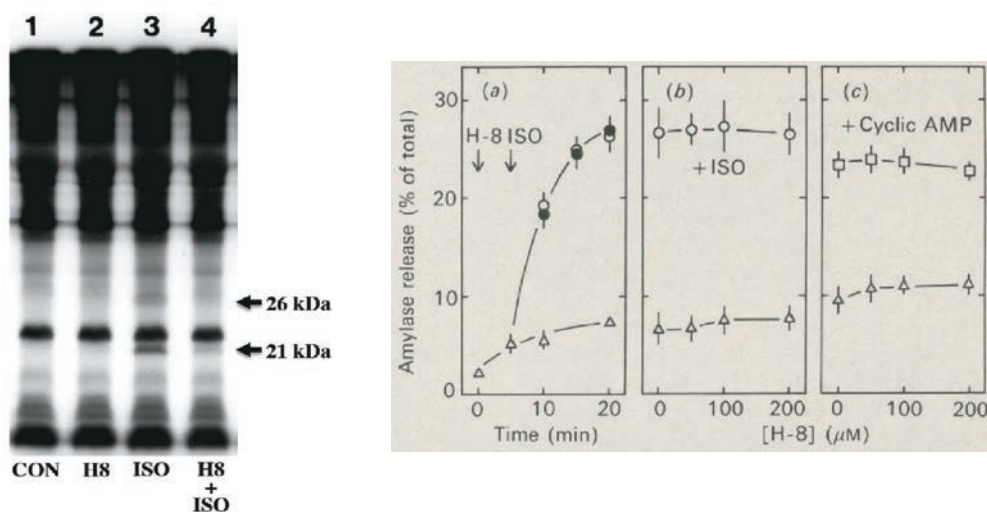 1 2 3 4
26 kDa
21 kDa
CON H8 ISO H8
+
ISO
Amylase release (% of total)
30
20
10
0
(a)
H-8 ISO
0 10 20
Time (min)
(b)
+ ISO
0 100 200
(c)
+ Cyclic AMP
0 100 200
[H-8] (μM)